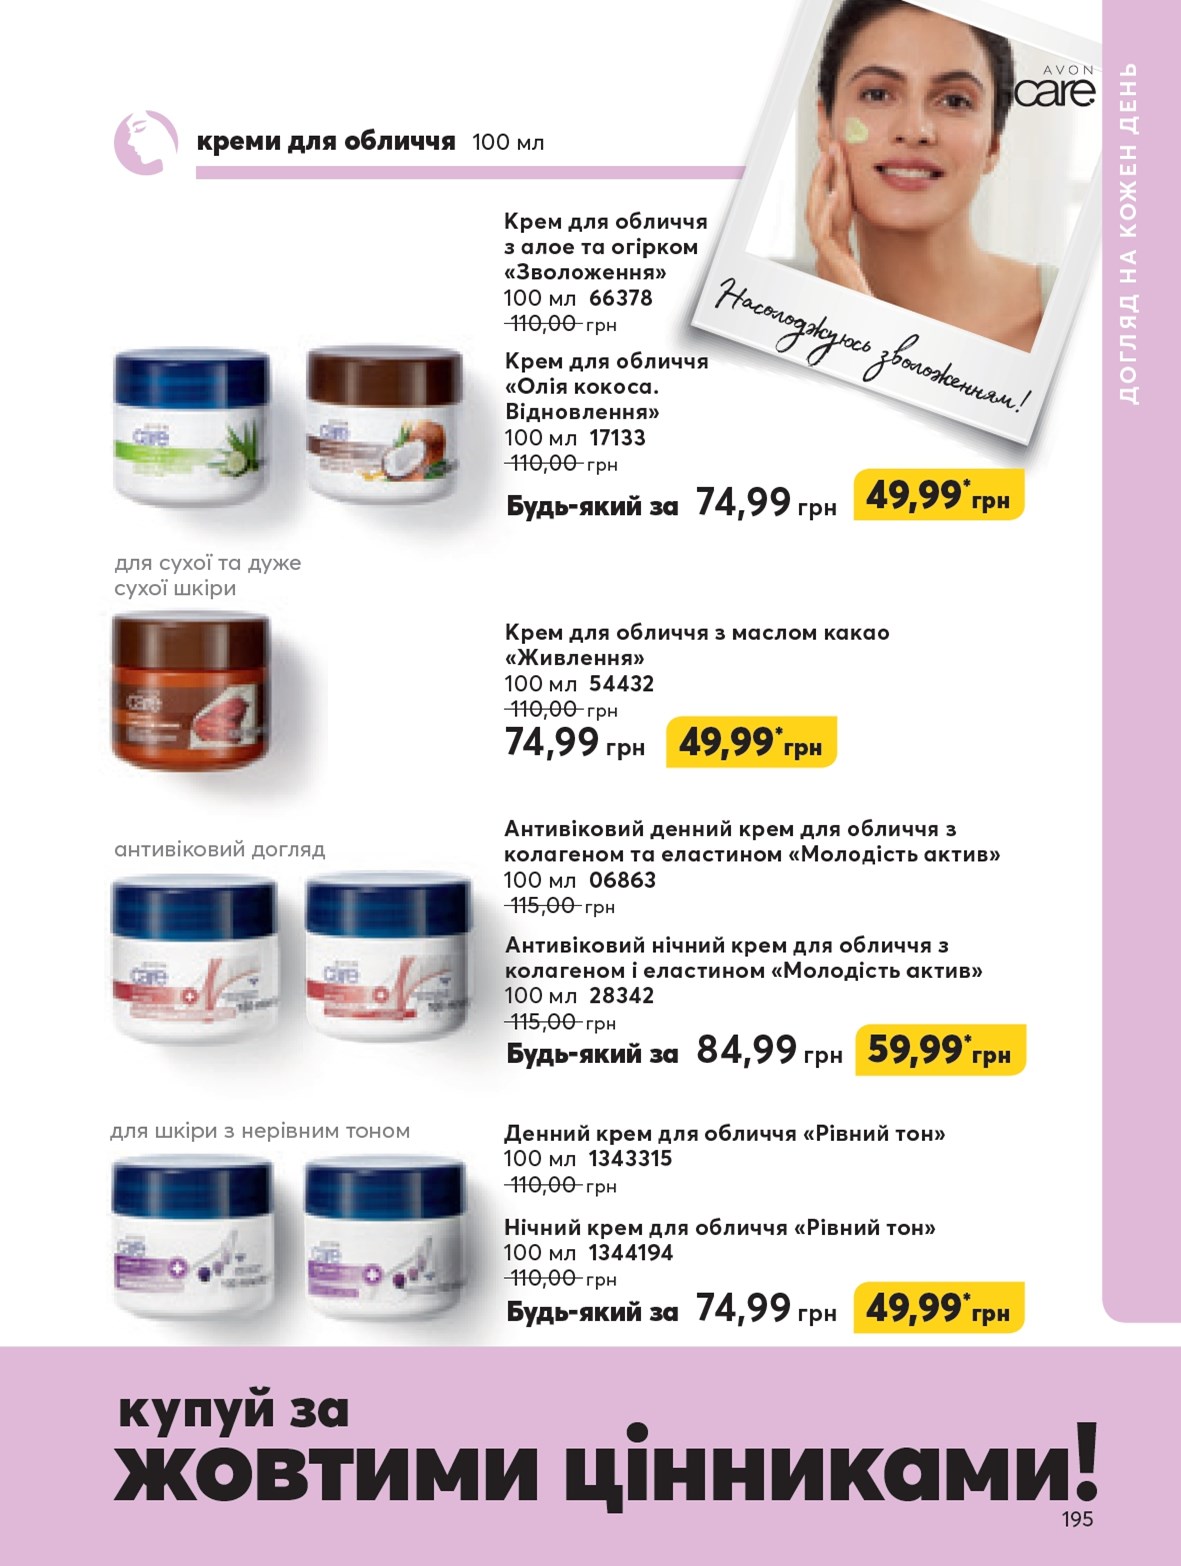 AVON
care
ДОГЛЯД НА КОЖЕН ДЕНЬ
креми для обличчя 100 мл
Насолоджуюсь зволоженням!
Крем для обличчя
з алое та огірком
«Зволоження»
100 мл 66378
110,00 грн
Крем для обличчя
«Олія кокоса.
Відновлення»
100 мл 17133
110,00 грн
Будь-який за 74,99 грн 49,99* грн
care
care
для сухої та дуже
сухої шкіри
care
Крем для обличчя з маслом какао
«Живлення»
100 мл 54432
110,00 грн
74,99 грн 49,99* грн
антивіковий догляд
care
care
Антивіковий денний крем для обличчя з
колагеном та еластином «Молодість актив»
100 мл 06863
115,00 грн
Антивіковий нічний крем для обличчя з
колагеном і еластином «Молодість актив»
100 мл 28342
115,00 грн
Будь-який за 84,99 грн 59,99* грн
для шкіри з нерівним тоном
care
care
Денний крем для обличчя «Рівний тон»
100 мл 1343315
110,00 грн
Нічний крем для обличчя «Рівний тон»
100 мл 1344194
110,00 грн
Будь-який за 74,99 грн 49,99* грн
купуй за
жовтими цінниками!
195